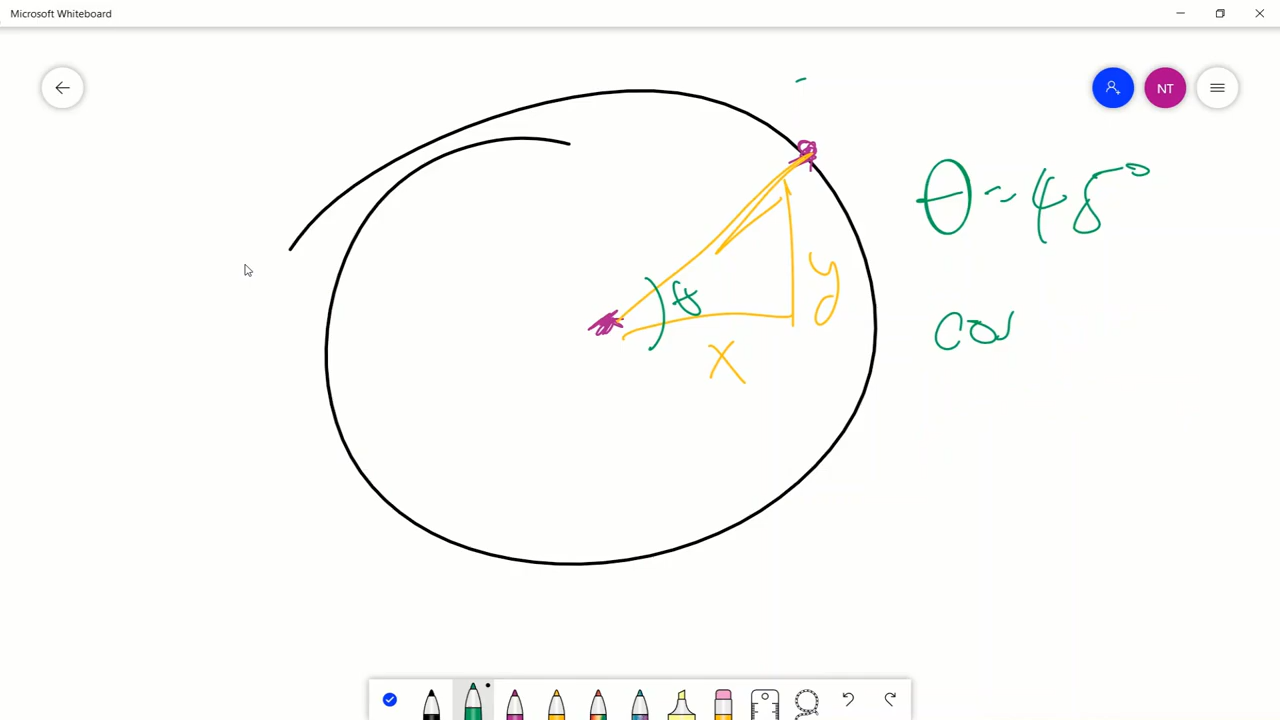 Microsoft Whiteboard
NT
θ = 45°
θ
y
cos
x